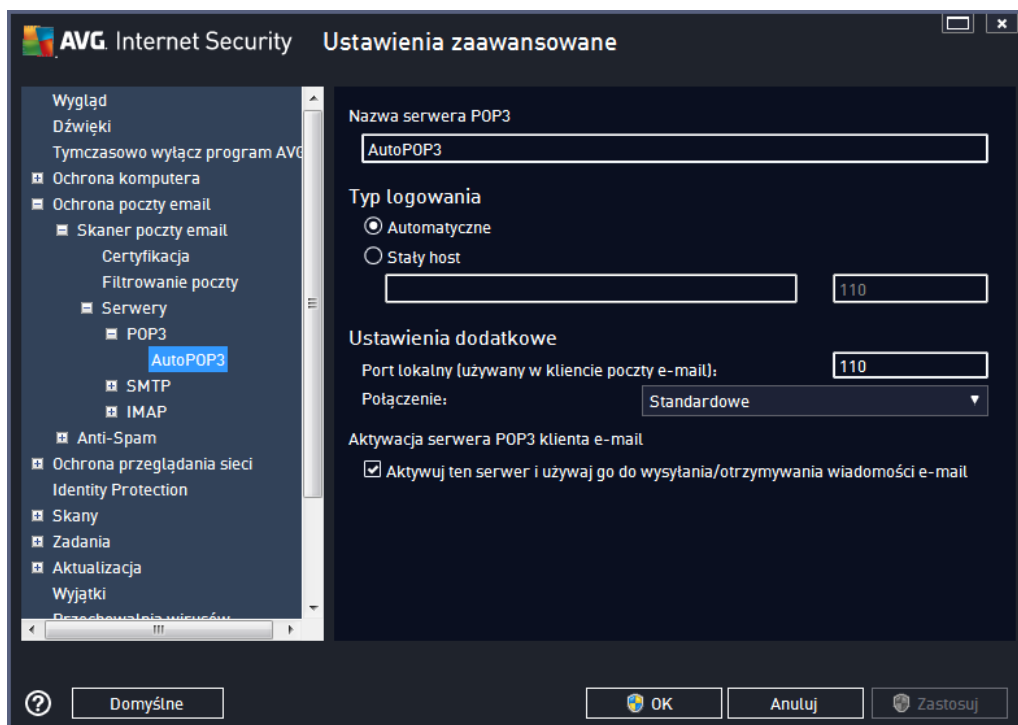 AVG. Internet Security Ustawienia zaawansowane
Wygląd
Dźwięki
Tymczasowo wyłącz program AVG
Ochrona komputera
Ochrona poczty email
Skaner poczty email
Certyfikacja
Filtrowanie poczty
Serwery
POP3
AutoPOP3
SMTP
IMAP
Anti-Spam
Ochrona przeglądania sieci
Identity Protection
Skany
Zadania
Aktualizacja
Wyjątki
Przechowalnia wirusów
Nazwa serwera POP3
AutoPOP3
Typ logowania
Automatyczne
Stały host
110
Ustawienia dodatkowe
Port lokalny (używany w kliencie poczty e-mail): 110
Połączenie: Standardowe
Aktywacja serwera POP3 klienta e-mail
Aktywuj ten serwer i używaj go do wysyłania/otrzymywania wiadomości e-mail
? Domyślne OK Anuluj Zastosuj